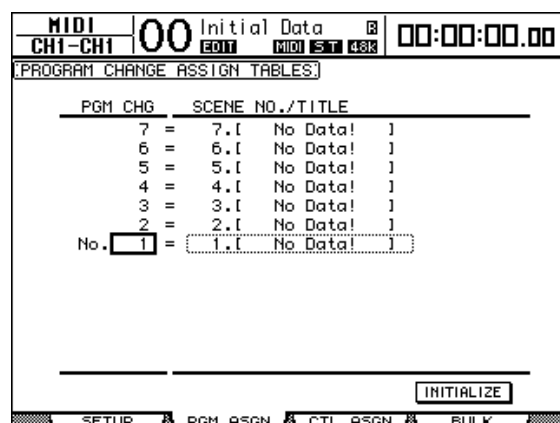 MIDI
CH1-CH1
00
Initial Data R
EDIT MIDI ST 48k
00:00:00.00
PROGRAM CHANGE ASSIGN TABLES
PGM CHG SCENE NO./TITLE
7 = 7.[ No Data! ]
6 = 6.[ No Data! ]
5 = 5.[ No Data! ]
4 = 4.[ No Data! ]
3 = 3.[ No Data! ]
2 = 2.[ No Data! ]
No. 1 = 1.[ No Data! ]
INITIALIZE
SETUP PGM ASGN CTL ASGN BULK